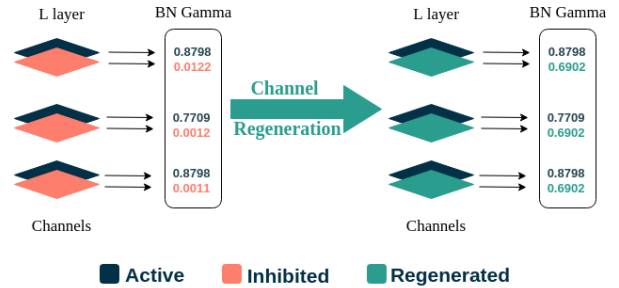 L layer
BN Gamma
0.8798
0.0122
0.7709
0.0012
0.8798
0.0011
Channels
Channel
Regeneration
L layer
BN Gamma
0.8798
0.6902
0.7709
0.6902
0.8798
0.6902
Channels
Active
Inhibited
Regenerated